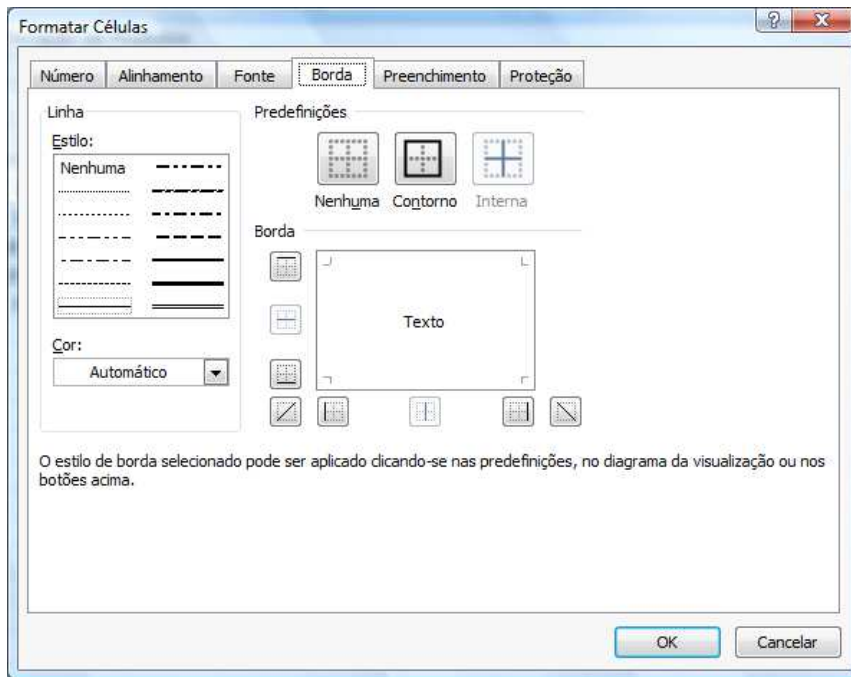 Formatar Células
Número Alinhamento Fonte Borda Preenchimento Proteção
Linha
Estilo:
Nenhuma
Cor:
Automático
Predefinições
Nenhuma Contorno Interna
Borda
Texto
O estilo de borda selecionado pode ser aplicado clicando-se nas predefinições, no diagrama da visualização ou nos
botões acima.
OK Cancelar